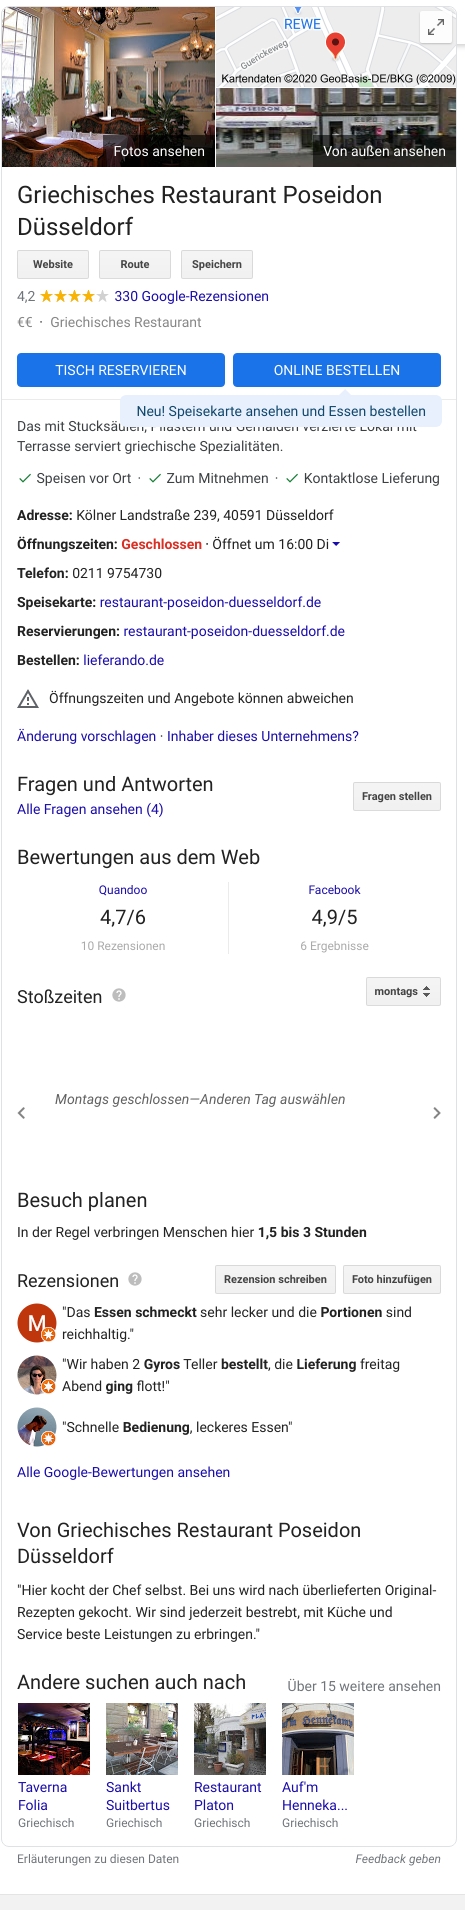 REWE
Guerickeweg
Kartendaten ©2020 GeoBasis-DE/BKG (©2009)
POSEIDON
Fotos ansehen
Von außen ansehen
Griechisches Restaurant Poseidon
Düsseldorf
Website
Route
Speichern
4,2 330 Google-Rezensionen
€€ · Griechisches Restaurant
TISCH RESERVIEREN
ONLINE BESTELLEN
Neu! Speisekarte ansehen und Essen bestellen
Das mit Stucksäulen, Pilastern und Gemälden verzierte Lokal mit
Terrasse serviert griechische Spezialitäten.
Speisen vor Ort · Zum Mitnehmen · Kontaktlose Lieferung
Adresse: Kölner Landstraße 239, 40591 Düsseldorf
Öffnungszeiten: Geschlossen · Öffnet um 16:00 Di
Telefon: 0211 9754730
Speisekarte: restaurant-poseidon-duesseldorf.de
Reservierungen: restaurant-poseidon-duesseldorf.de
Bestellen: lieferando.de
Öffnungszeiten und Angebote können abweichen
Änderung vorschlagen · Inhaber dieses Unternehmens?
Fragen und Antworten
Alle Fragen ansehen (4)
Fragen stellen
Bewertungen aus dem Web
Quandoo
4,7/6
10 Rezensionen
Facebook
4,9/5
6 Ergebnisse
Stoßzeiten
montags
Montags geschlossen—Anderen Tag auswählen
Besuch planen
In der Regel verbringen Menschen hier 1,5 bis 3 Stunden
Rezensionen
Rezension schreiben
Foto hinzufügen
M
"Das Essen schmeckt sehr lecker und die Portionen sind
reichhaltig."
"Wir haben 2 Gyros Teller bestellt, die Lieferung freitag
Abend ging flott!"
"Schnelle Bedienung, leckeres Essen"
Alle Google-Bewertungen ansehen
Von Griechisches Restaurant Poseidon
Düsseldorf
"Hier kocht der Chef selbst. Bei uns wird nach überlieferten Original-
Rezepten gekocht. Wir sind jederzeit bestrebt, mit Küche und
Service beste Leistungen zu erbringen."
Andere suchen auch nach
Über 15 weitere ansehen
Taverna
Folia
Griechisch
Sankt
Suitbertus
Griechisch
Restaurant
Platon
Griechisch
Auf'm
Henneka...
Griechisch
Erläuterungen zu diesen Daten
Feedback geben